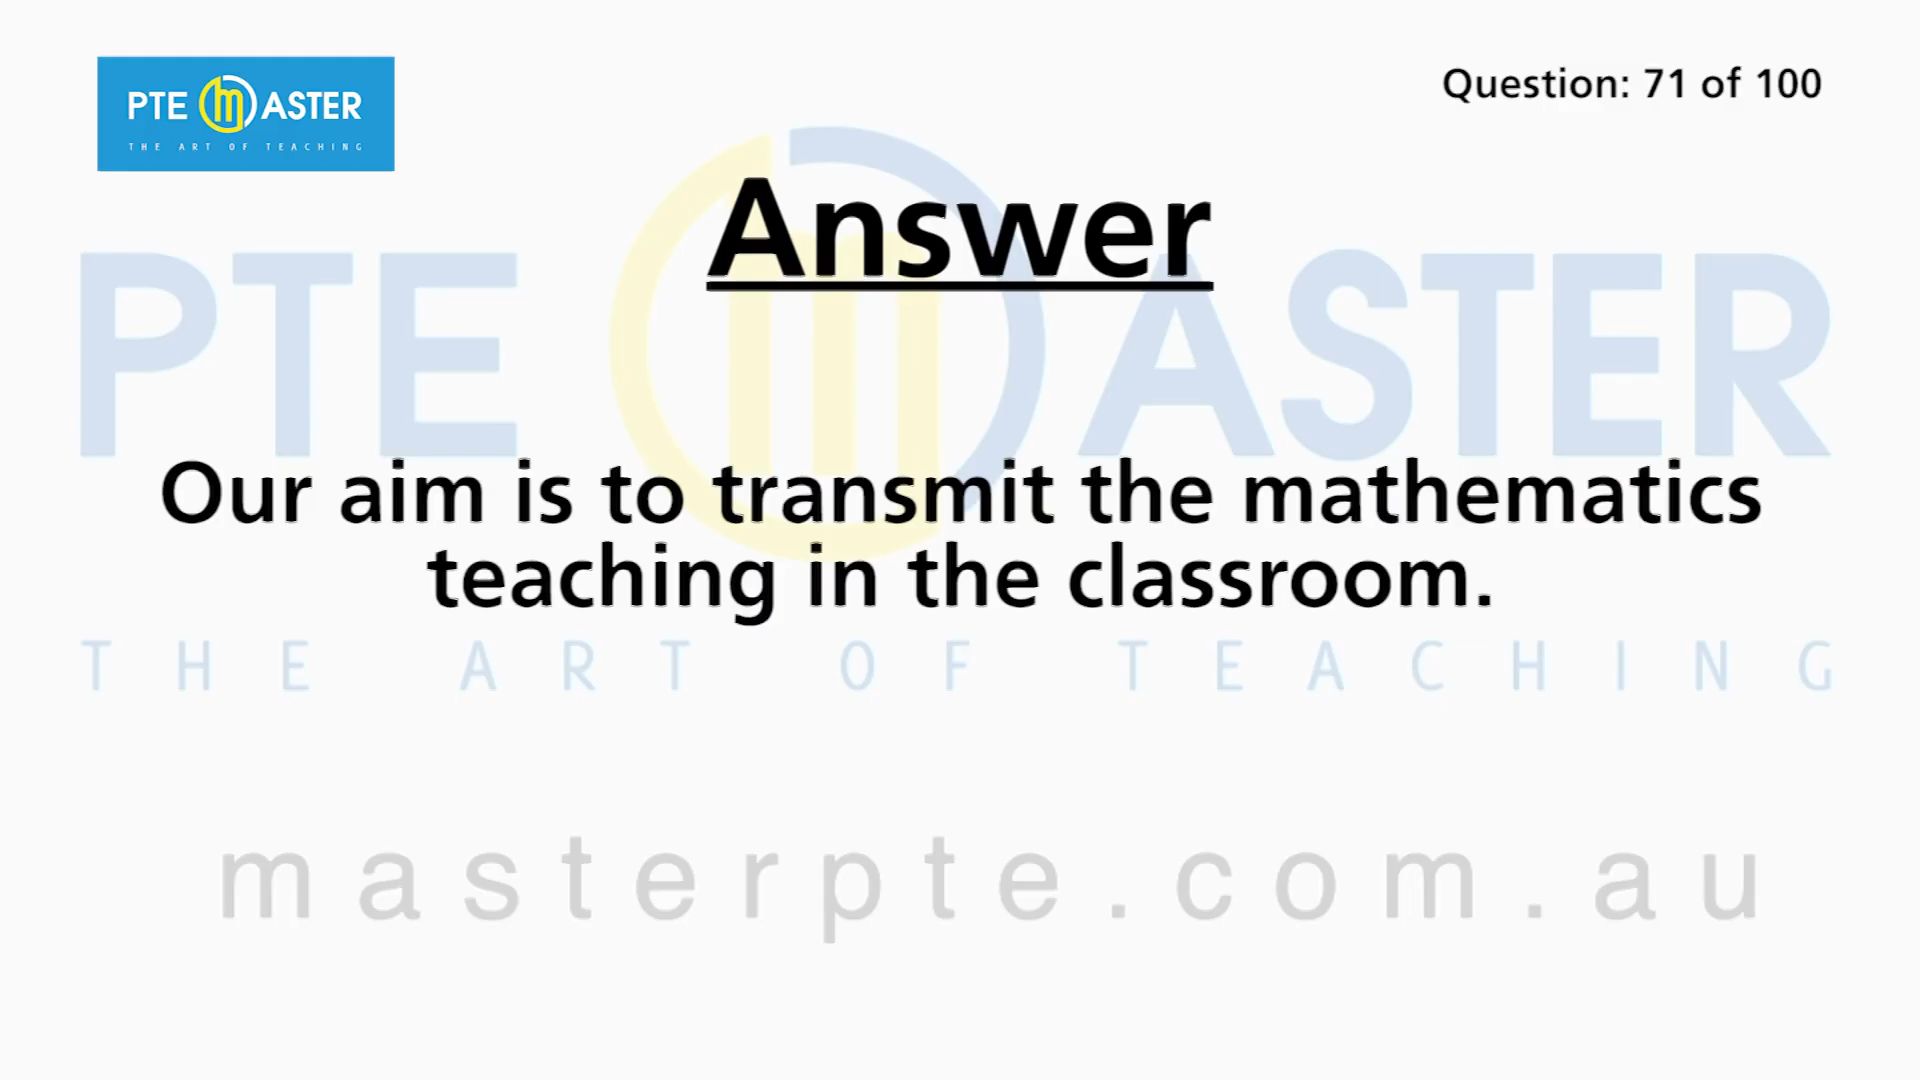 PTE MASTER
THE ART OF TEACHING
Question: 71 of 100
Answer
PTE MASTER
Our aim is to transmit the mathematics
teaching in the classroom.
THE ART OF TEACHING
masterpte.com.au